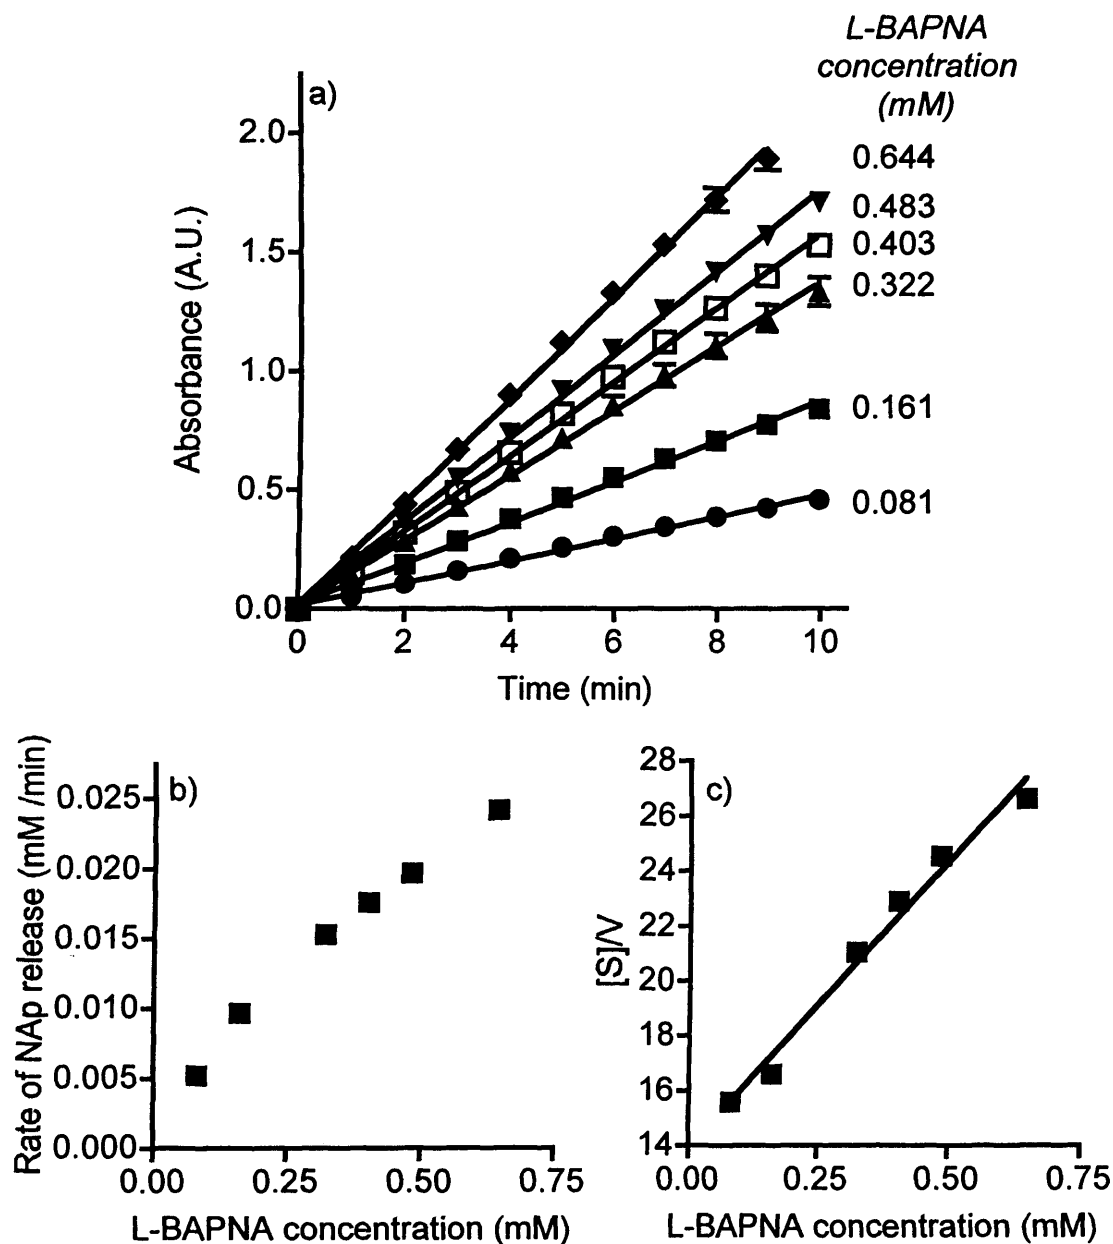 L-BAPNA
concentration
(mM)
a)
2.0
1.5
1.0
0.5
0.0
Absorbance (A.U.)
0.644
0.483
0.403
0.322
0.161
0.081
0 2 4 6 8 10
Time (min)
b)
Rate of NAp release (mM /min)
0.025
0.020
0.015
0.010
0.005
0.000
0.00 0.25 0.50 0.75
L-BAPNA concentration (mM)
c)
[S]/V
28
26
24
22
20
18
16
14
0.00 0.25 0.50 0.75
L-BAPNA concentration (mM)